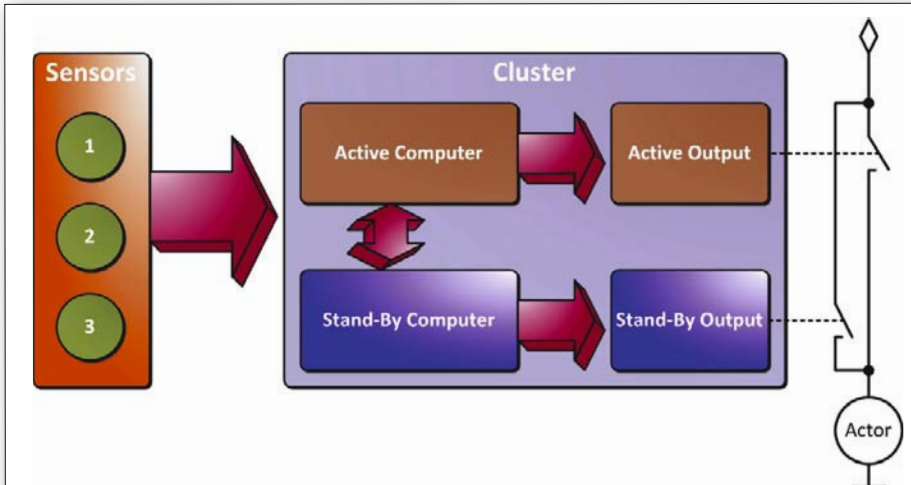 Sensors
1
2
3
Cluster
Active Computer
Active Output
Stand-By Computer
Stand-By Output
Actor